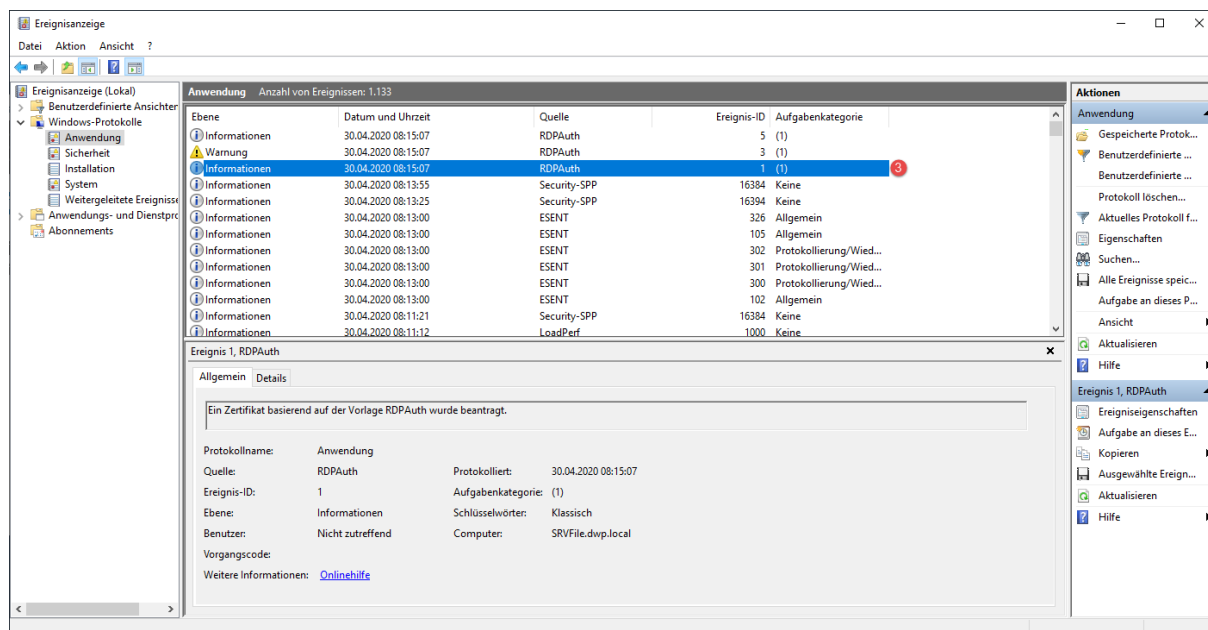 Ereignisanzeige
Datei Aktion Ansicht ?
Ereignisanzeige (Lokal)
Benutzerdefinierte Ansichten
Windows-Protokolle
Anwendung
Sicherheit
Installation
System
Weitergeleitete Ereignisse
Anwendungs- und Dienstpro
Abonnements
Anwendung Anzahl von Ereignissen: 1.133
Ebene Datum und Uhrzeit Quelle Ereignis-ID Aufgabenkategorie
Informationen 30.04.2020 08:15:07 RDPAuth 5 (1)
Warnung 30.04.2020 08:15:07 RDPAuth 3 (1)
Informationen 30.04.2020 08:15:07 RDPAuth 1 (1) 3
Informationen 30.04.2020 08:13:55 Security-SPP 16384 Keine
Informationen 30.04.2020 08:13:25 Security-SPP 16394 Keine
Informationen 30.04.2020 08:13:00 ESENT 326 Allgemein
Informationen 30.04.2020 08:13:00 ESENT 105 Allgemein
Informationen 30.04.2020 08:13:00 ESENT 302 Protokollierung/Wied...
Informationen 30.04.2020 08:13:00 ESENT 301 Protokollierung/Wied...
Informationen 30.04.2020 08:13:00 ESENT 300 Protokollierung/Wied...
Informationen 30.04.2020 08:13:00 ESENT 102 Allgemein
Informationen 30.04.2020 08:11:21 Security-SPP 16384 Keine
Informationen 30.04.2020 08:11:12 LoadPerf 1000 Keine
Ereignis 1, RDPAuth
Allgemein Details
Ein Zertifikat basierend auf der Vorlage RDPAuth wurde beantragt.
Protokollname: Anwendung
Quelle: RDPAuth Protokolliert: 30.04.2020 08:15:07
Ereignis-ID: 1 Aufgabenkategorie: (1)
Ebene: Informationen Schlüsselwörter: Klassisch
Benutzer: Nicht zutreffend Computer: SRVFile.dwp.local
Vorgangscode:
Weitere Informationen: Onlinehilfe
Aktionen
Anwendung
Gespeicherte Protok...
Benutzerdefinierte ...
Benutzerdefinierte ...
Protokoll löschen...
Aktuelles Protokoll f...
Eigenschaften
Suchen...
Alle Ereignisse speic...
Aufgabe an dieses P...
Ansicht
Aktualisieren
Hilfe
Ereignis 1, RDPAuth
Ereigniseigenschaften
Aufgabe an dieses E...
Kopieren
Ausgewählte Ereign...
Aktualisieren
Hilfe